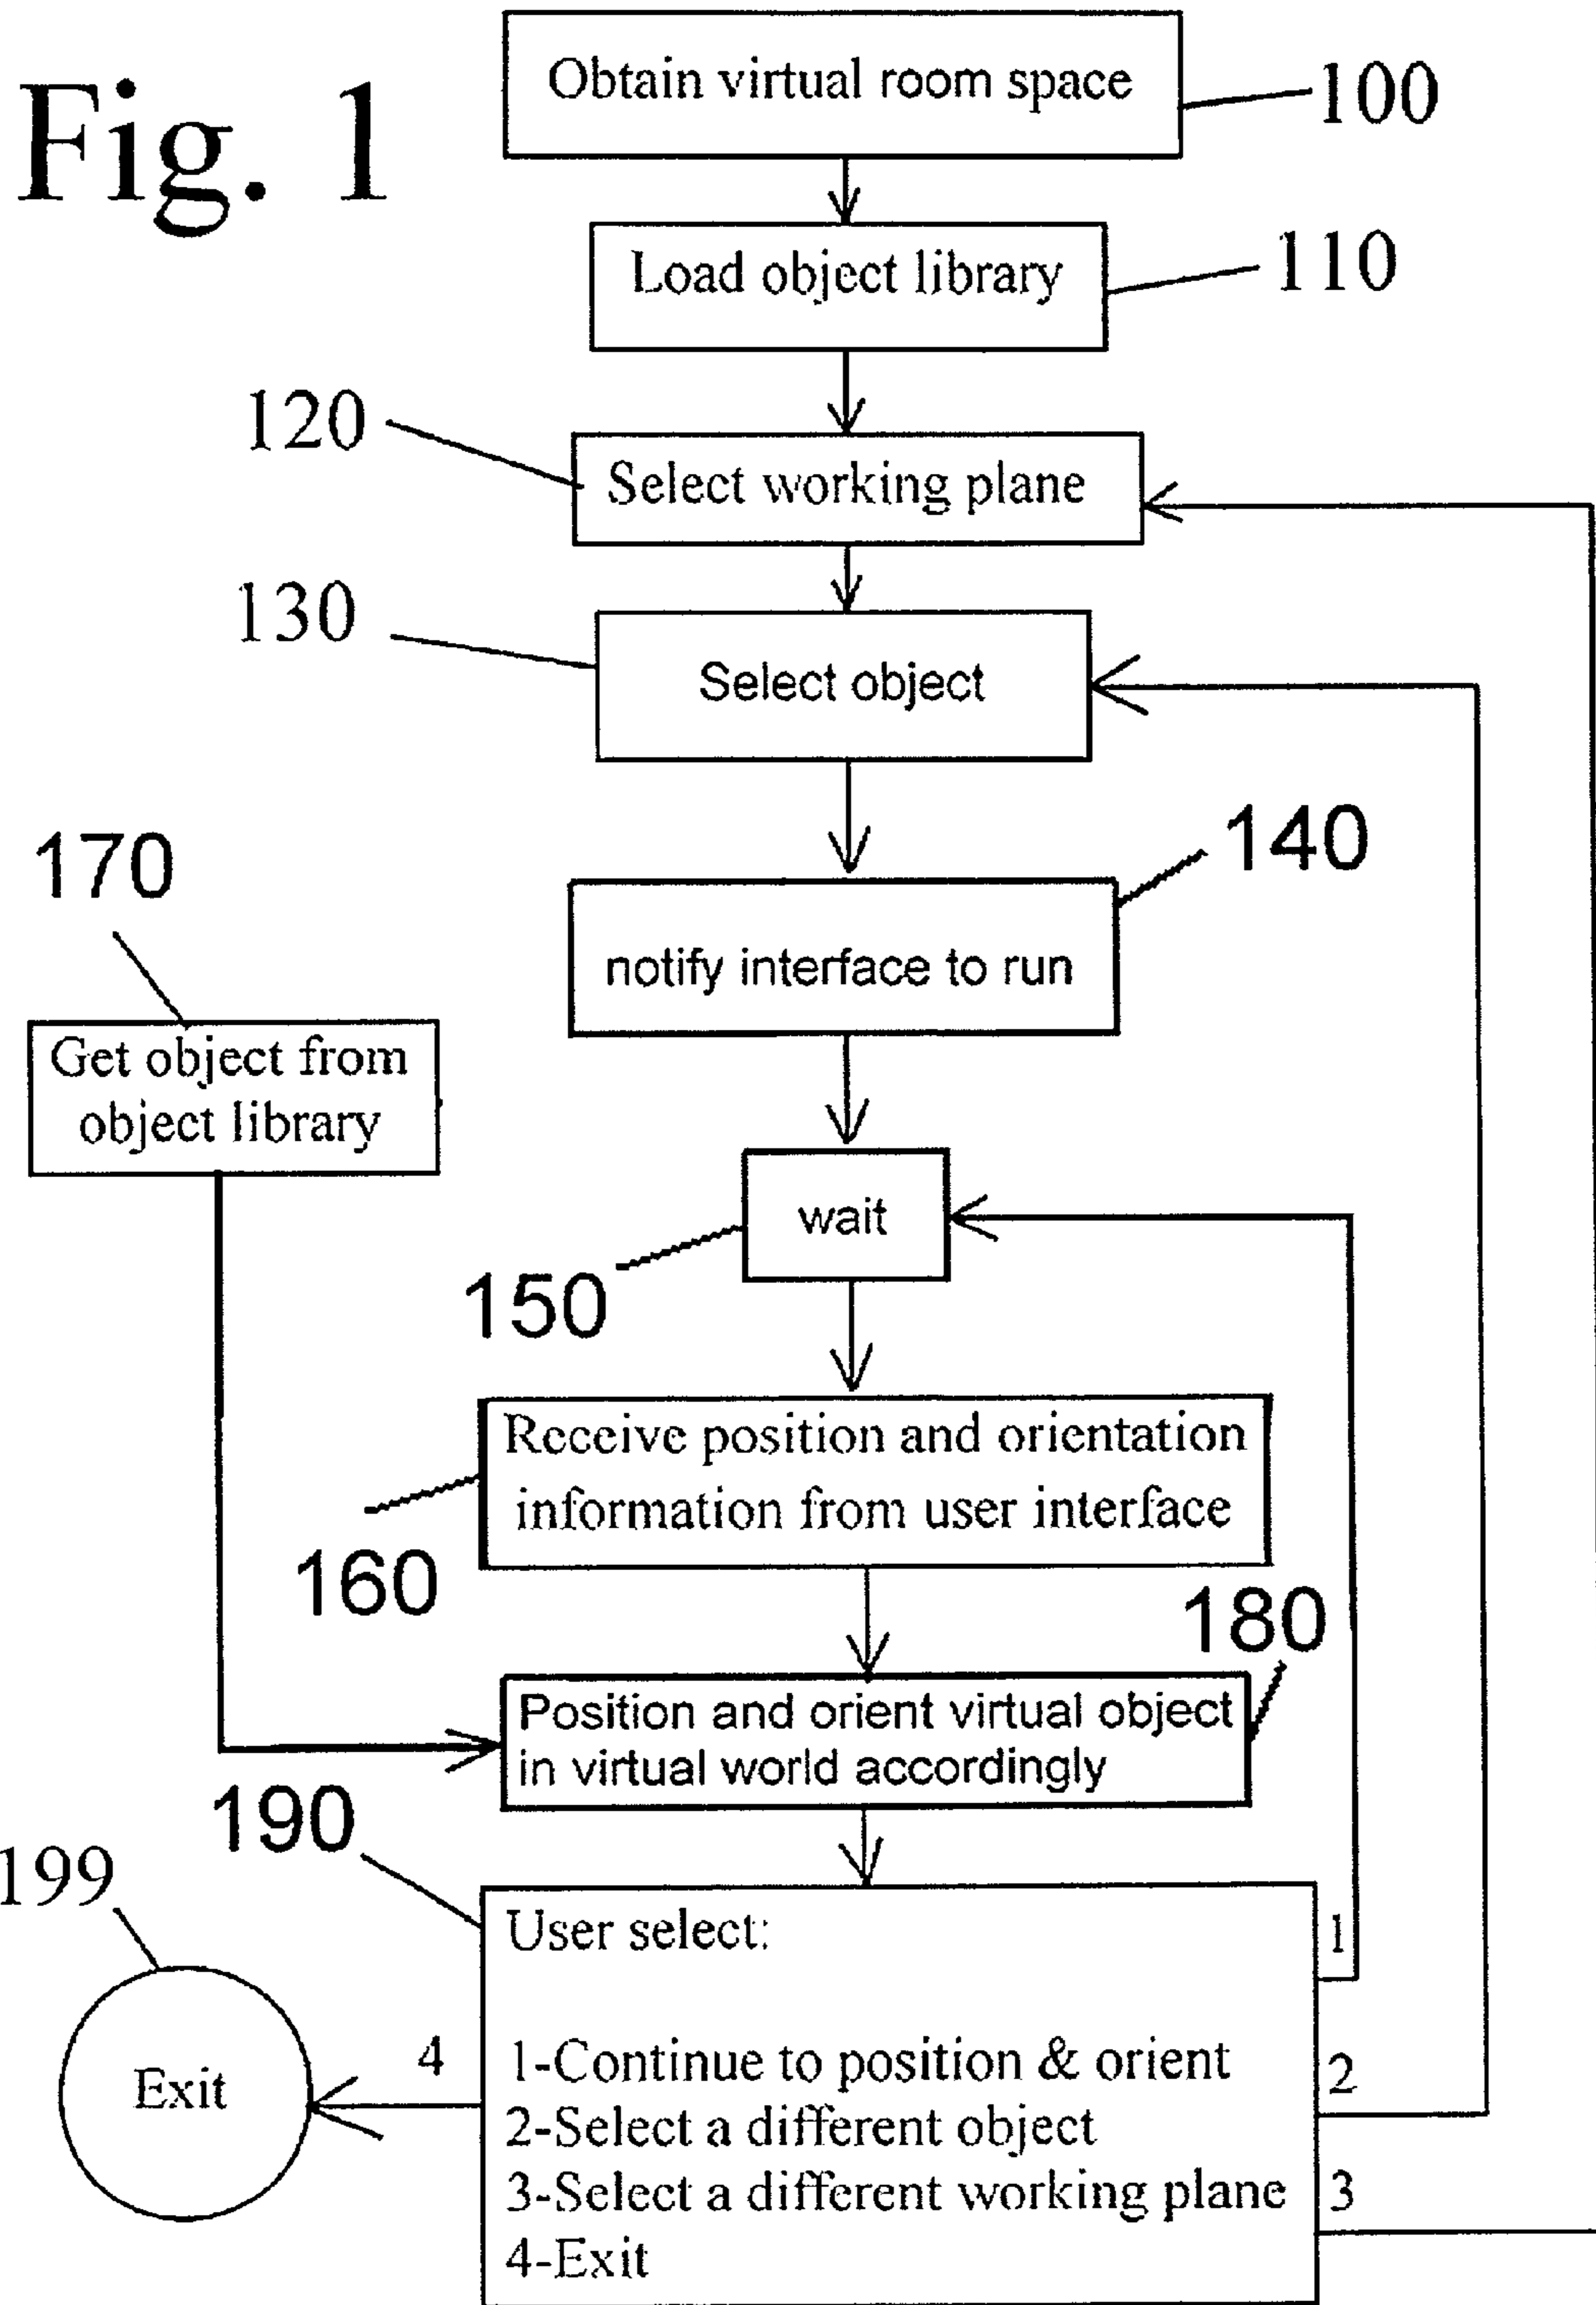 Fig. 1
Obtain virtual room space
100
Load object library
110
120
Select working plane
130
Select object
140
notify interface to run
170
Get object from
object library
wait
150
Receive position and orientation
information from user interface
160
180
Position and orient virtual object
in virtual world accordingly
190
199
User select:
1
1-Continue to position & orient
2
2-Select a different object
3-Select a different working plane
3
4-Exit
4
Exit